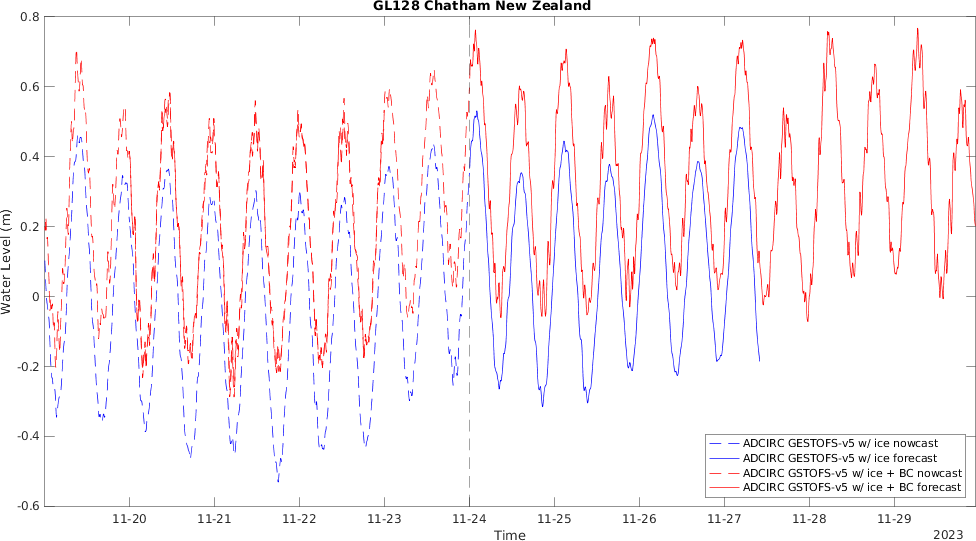 GL128 Chatham New Zealand
0.8
0.6
0.4
0.2
0
-0.2
-0.4
-0.6
Water Level (m)
11-20
11-21
11-22
11-23
11-24
11-25
11-26
11-27
11-28
11-29
Time
2023
ADCIRC GESTOFS-v5 w/ ice nowcast
ADCIRC GESTOFS-v5 w/ ice forecast
ADCIRC GSTOFS-v5 w/ ice + BC nowcast
ADCIRC GSTOFS-v5 w/ ice + BC forecast